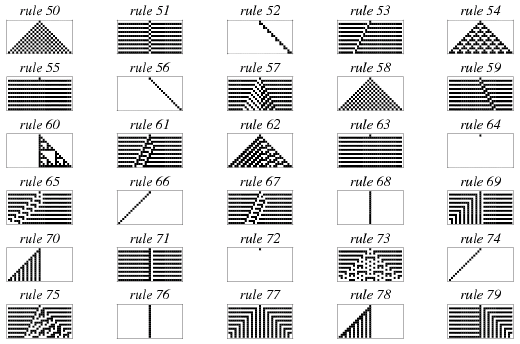 rule 50 rule 51 rule 52 rule 53 rule 54
rule 55 rule 56 rule 57 rule 58 rule 59
rule 60 rule 61 rule 62 rule 63 rule 64
rule 65 rule 66 rule 67 rule 68 rule 69
rule 70 rule 71 rule 72 rule 73 rule 74
rule 75 rule 76 rule 77 rule 78 rule 79